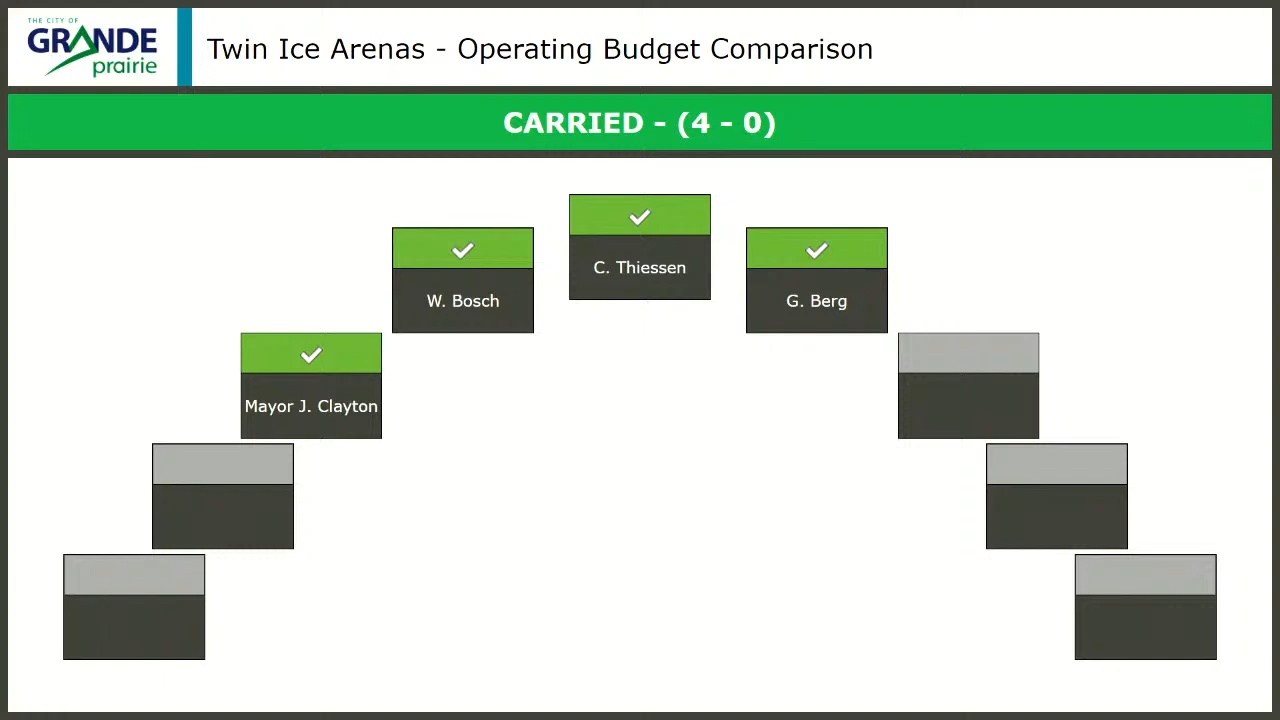 THE CITY OF
GRANDE
prairie
Twin Ice Arenas - Operating Budget Comparison
CARRIED - (4 - 0)
C. Thiessen
W. Bosch
G. Berg
Mayor J. Clayton